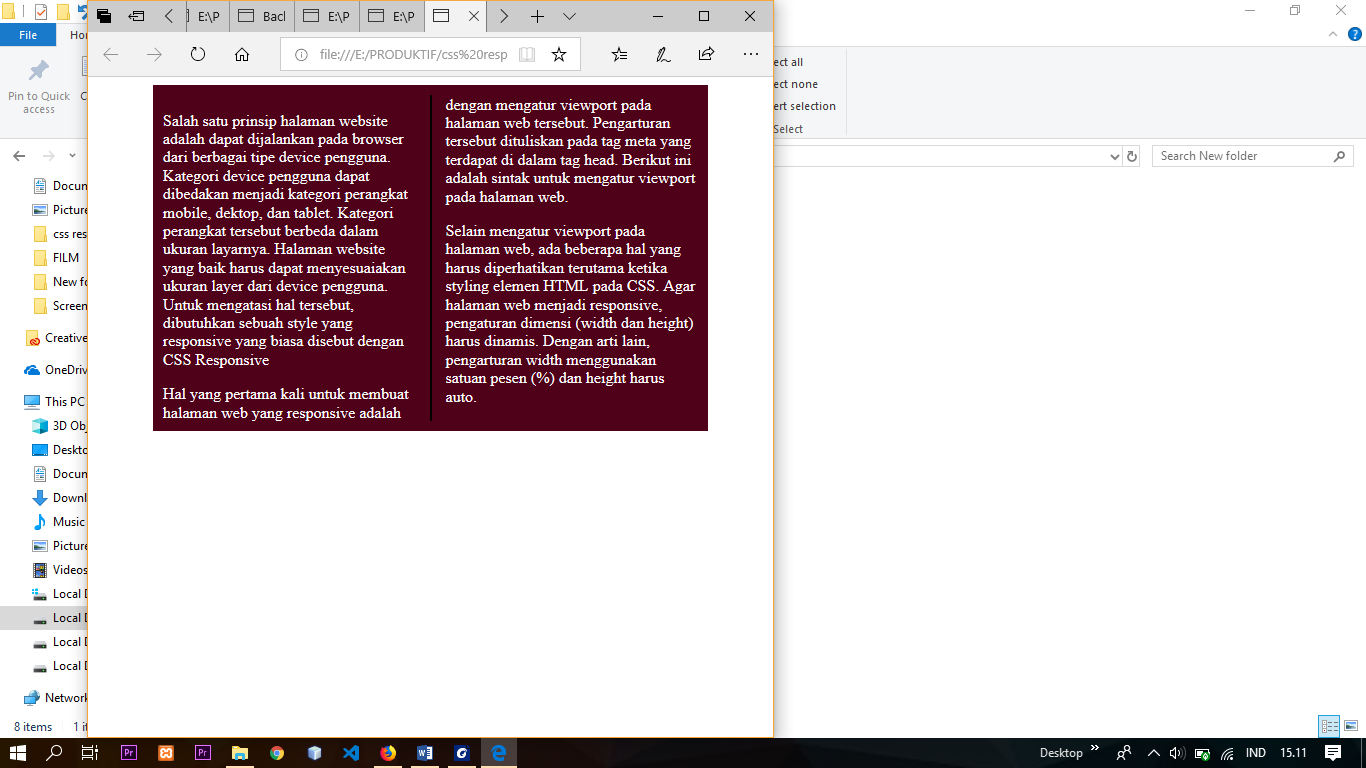 E:\P
Bacl
E:\P
E:\P
File
file:///E:/PRODUKTIF/css%20resp
Pin to Quick
access
ect all
ect none
ert selection
Select
Search New folder
Docum
Picture
css res
FILM
New fo
Screen
Creative
OneDriv
This PC
3D Obj
Deskto
Docum
Downl
Music
Picture
Videos
Local D
Local D
Local D
Local D
Network
8 items
1 it
Salah satu prinsip halaman website
adalah dapat dijalankan pada browser
dari berbagai tipe device pengguna.
Kategori device pengguna dapat
dibedakan menjadi kategori perangkat
mobile, dektop, dan tablet. Kategori
perangkat tersebut berbeda dalam
ukuran layarnya. Halaman website
yang baik harus dapat menyesuaiakan
ukuran layer dari device pengguna.
Untuk mengatasi hal tersebut,
dibutuhkan sebuah style yang
responsive yang biasa disebut dengan
CSS Responsive
Hal yang pertama kali untuk membuat
halaman web yang responsive adalah
dengan mengatur viewport pada
halaman web tersebut. Pengarturan
tersebut dituliskan pada tag meta yang
terdapat di dalam tag head. Berikut ini
adalah sintak untuk mengatur viewport
pada halaman web.
Selain mengatur viewport pada
halaman web, ada beberapa hal yang
harus diperhatikan terutama ketika
styling elemen HTML pada CSS. Agar
halaman web menjadi responsive,
pengaturan dimensi (width dan height)
harus dinamis. Dengan arti lain,
pengarturan width menggunakan
satuan pesen (%) dan height harus
auto.
Desktop
IND
15.11